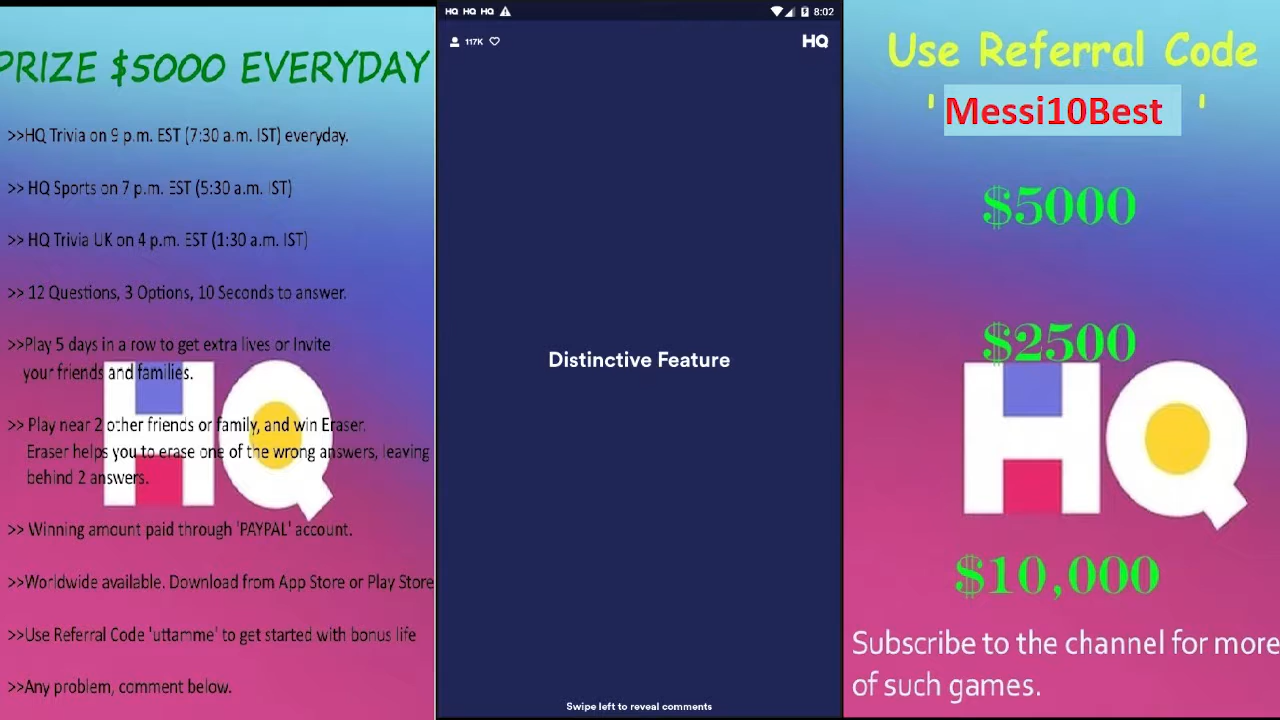 PRIZE $5000 EVERYDAY
>>HQ Trivia on 9 p.m. EST (7:30 a.m. IST) everyday.
>> HQ Sports on 7 p.m. EST (5:30 a.m. IST)
>> HQ Trivia UK on 4 p.m. EST (1:30 a.m. IST)
>> 12 Questions, 3 Options, 10 Seconds to answer.
>>Play 5 days in a row to get extra lives or Invite
your friends and families.
>> Play near 2 other friends or family, and win Eraser.
Eraser helps you to erase one of the wrong answers, leaving
behind 2 answers.
>> Winning amount paid through 'PAYPAL' account.
>>Worldwide available. Download from App Store or Play Store
>>Use Referral Code 'uttamme' to get started with bonus life
>>Any problem, comment below.
HQ
HQ HQ HQ 8:02
117K HQ
Distinctive Feature
Swipe left to reveal comments
Use Referral Code
' Messi10Best '
$5000
$2500
HQ
$10,000
Subscribe to the channel for more
of such games.